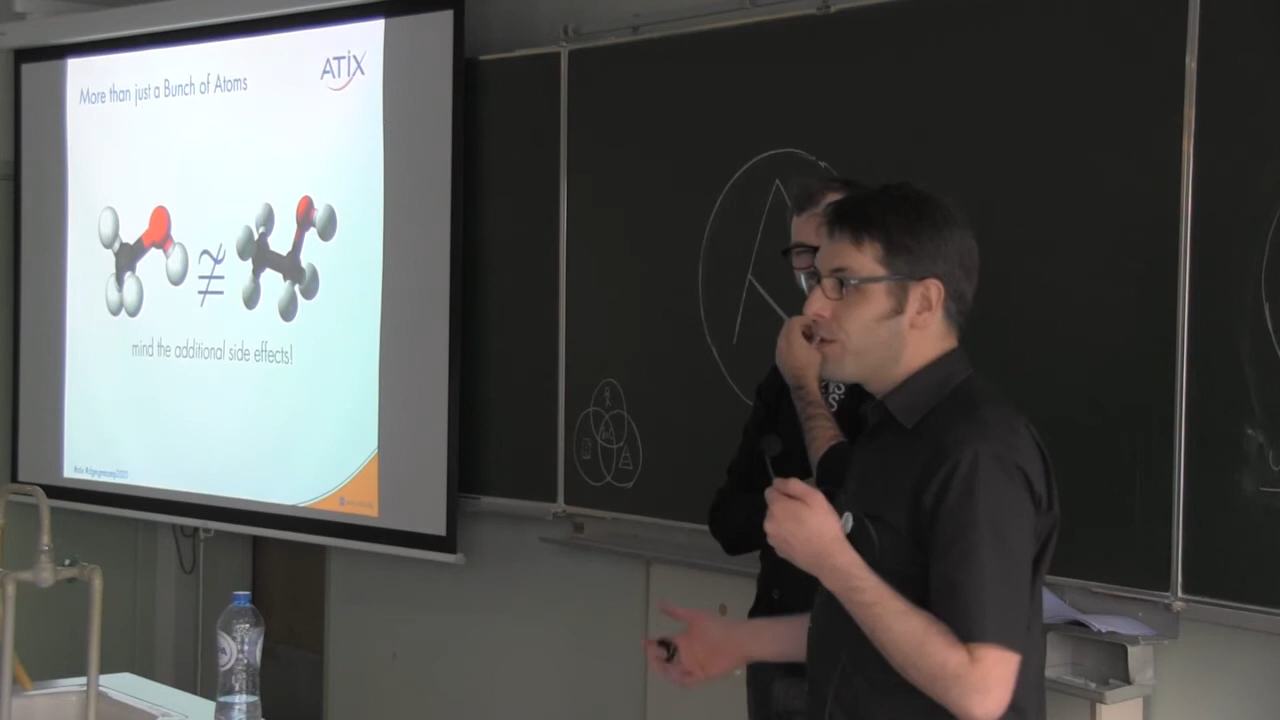 ATIX
More than just a Bunch of Atoms
≇
mind the additional side effects!
A